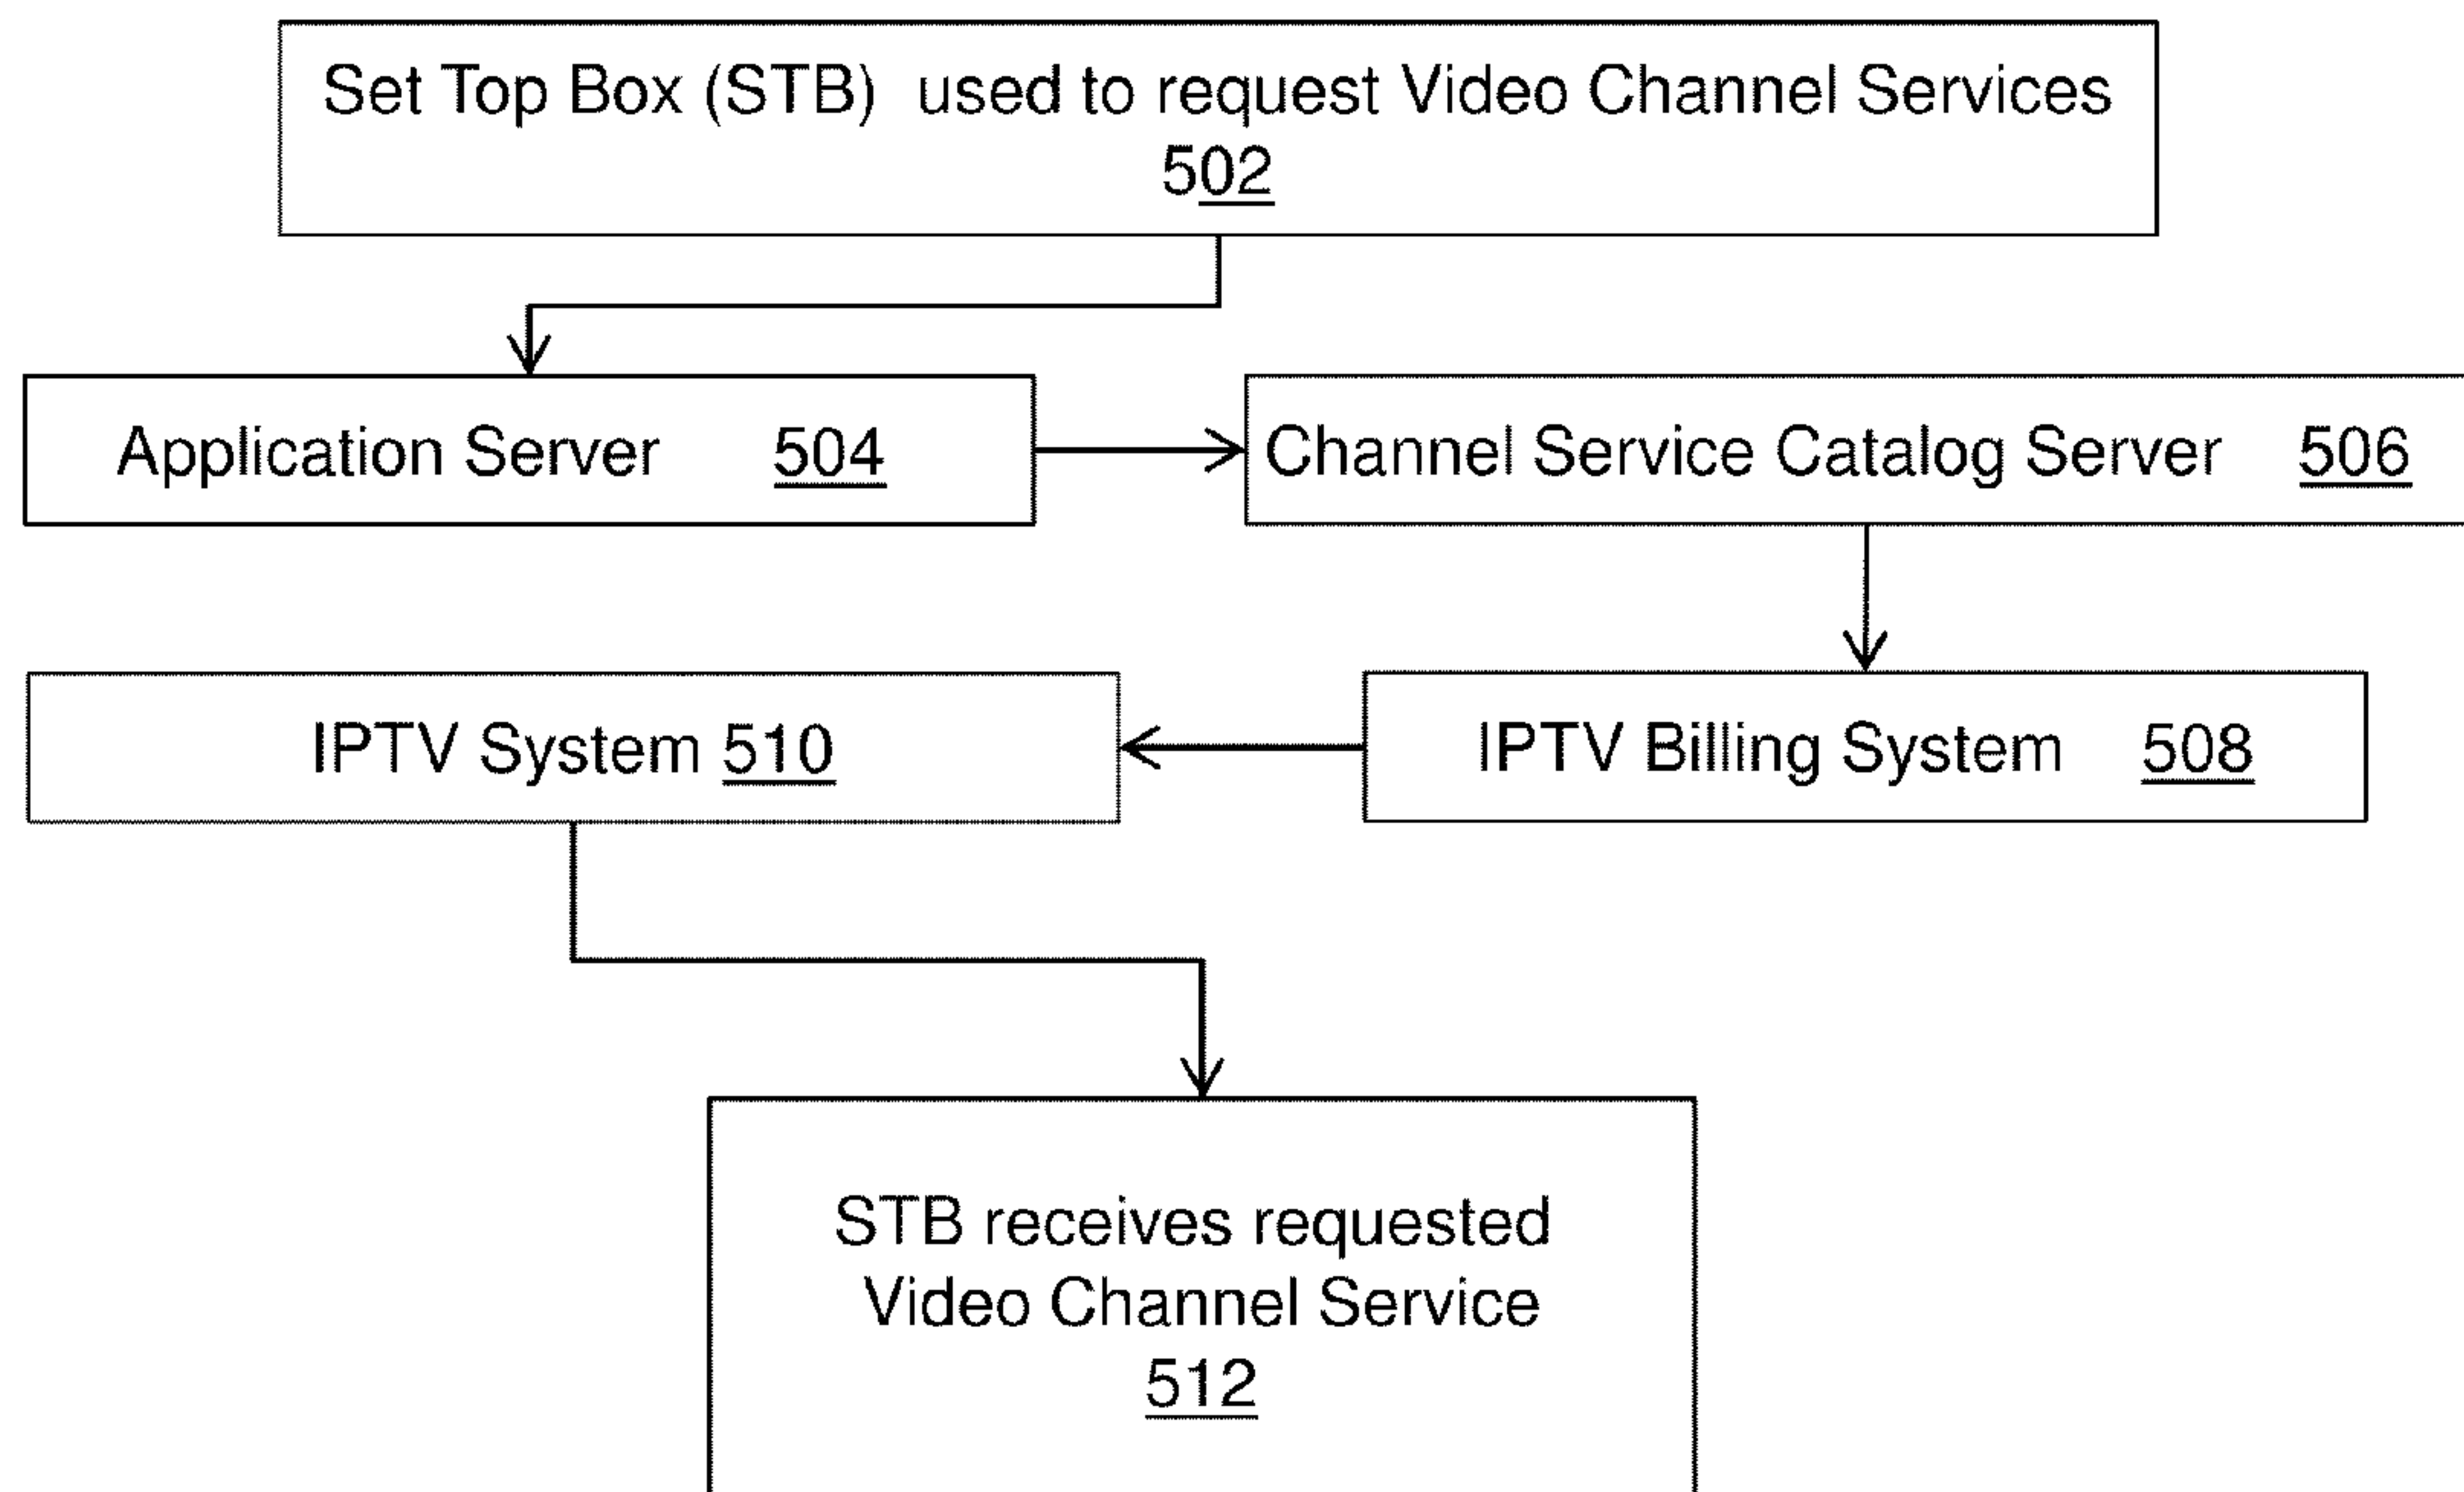 Set Top Box (STB) used to request Video Channel Services
502
Application Server 504
Channel Service Catalog Server 506
IPTV System 510
IPTV Billing System 508
STB receives requested
Video Channel Service
512